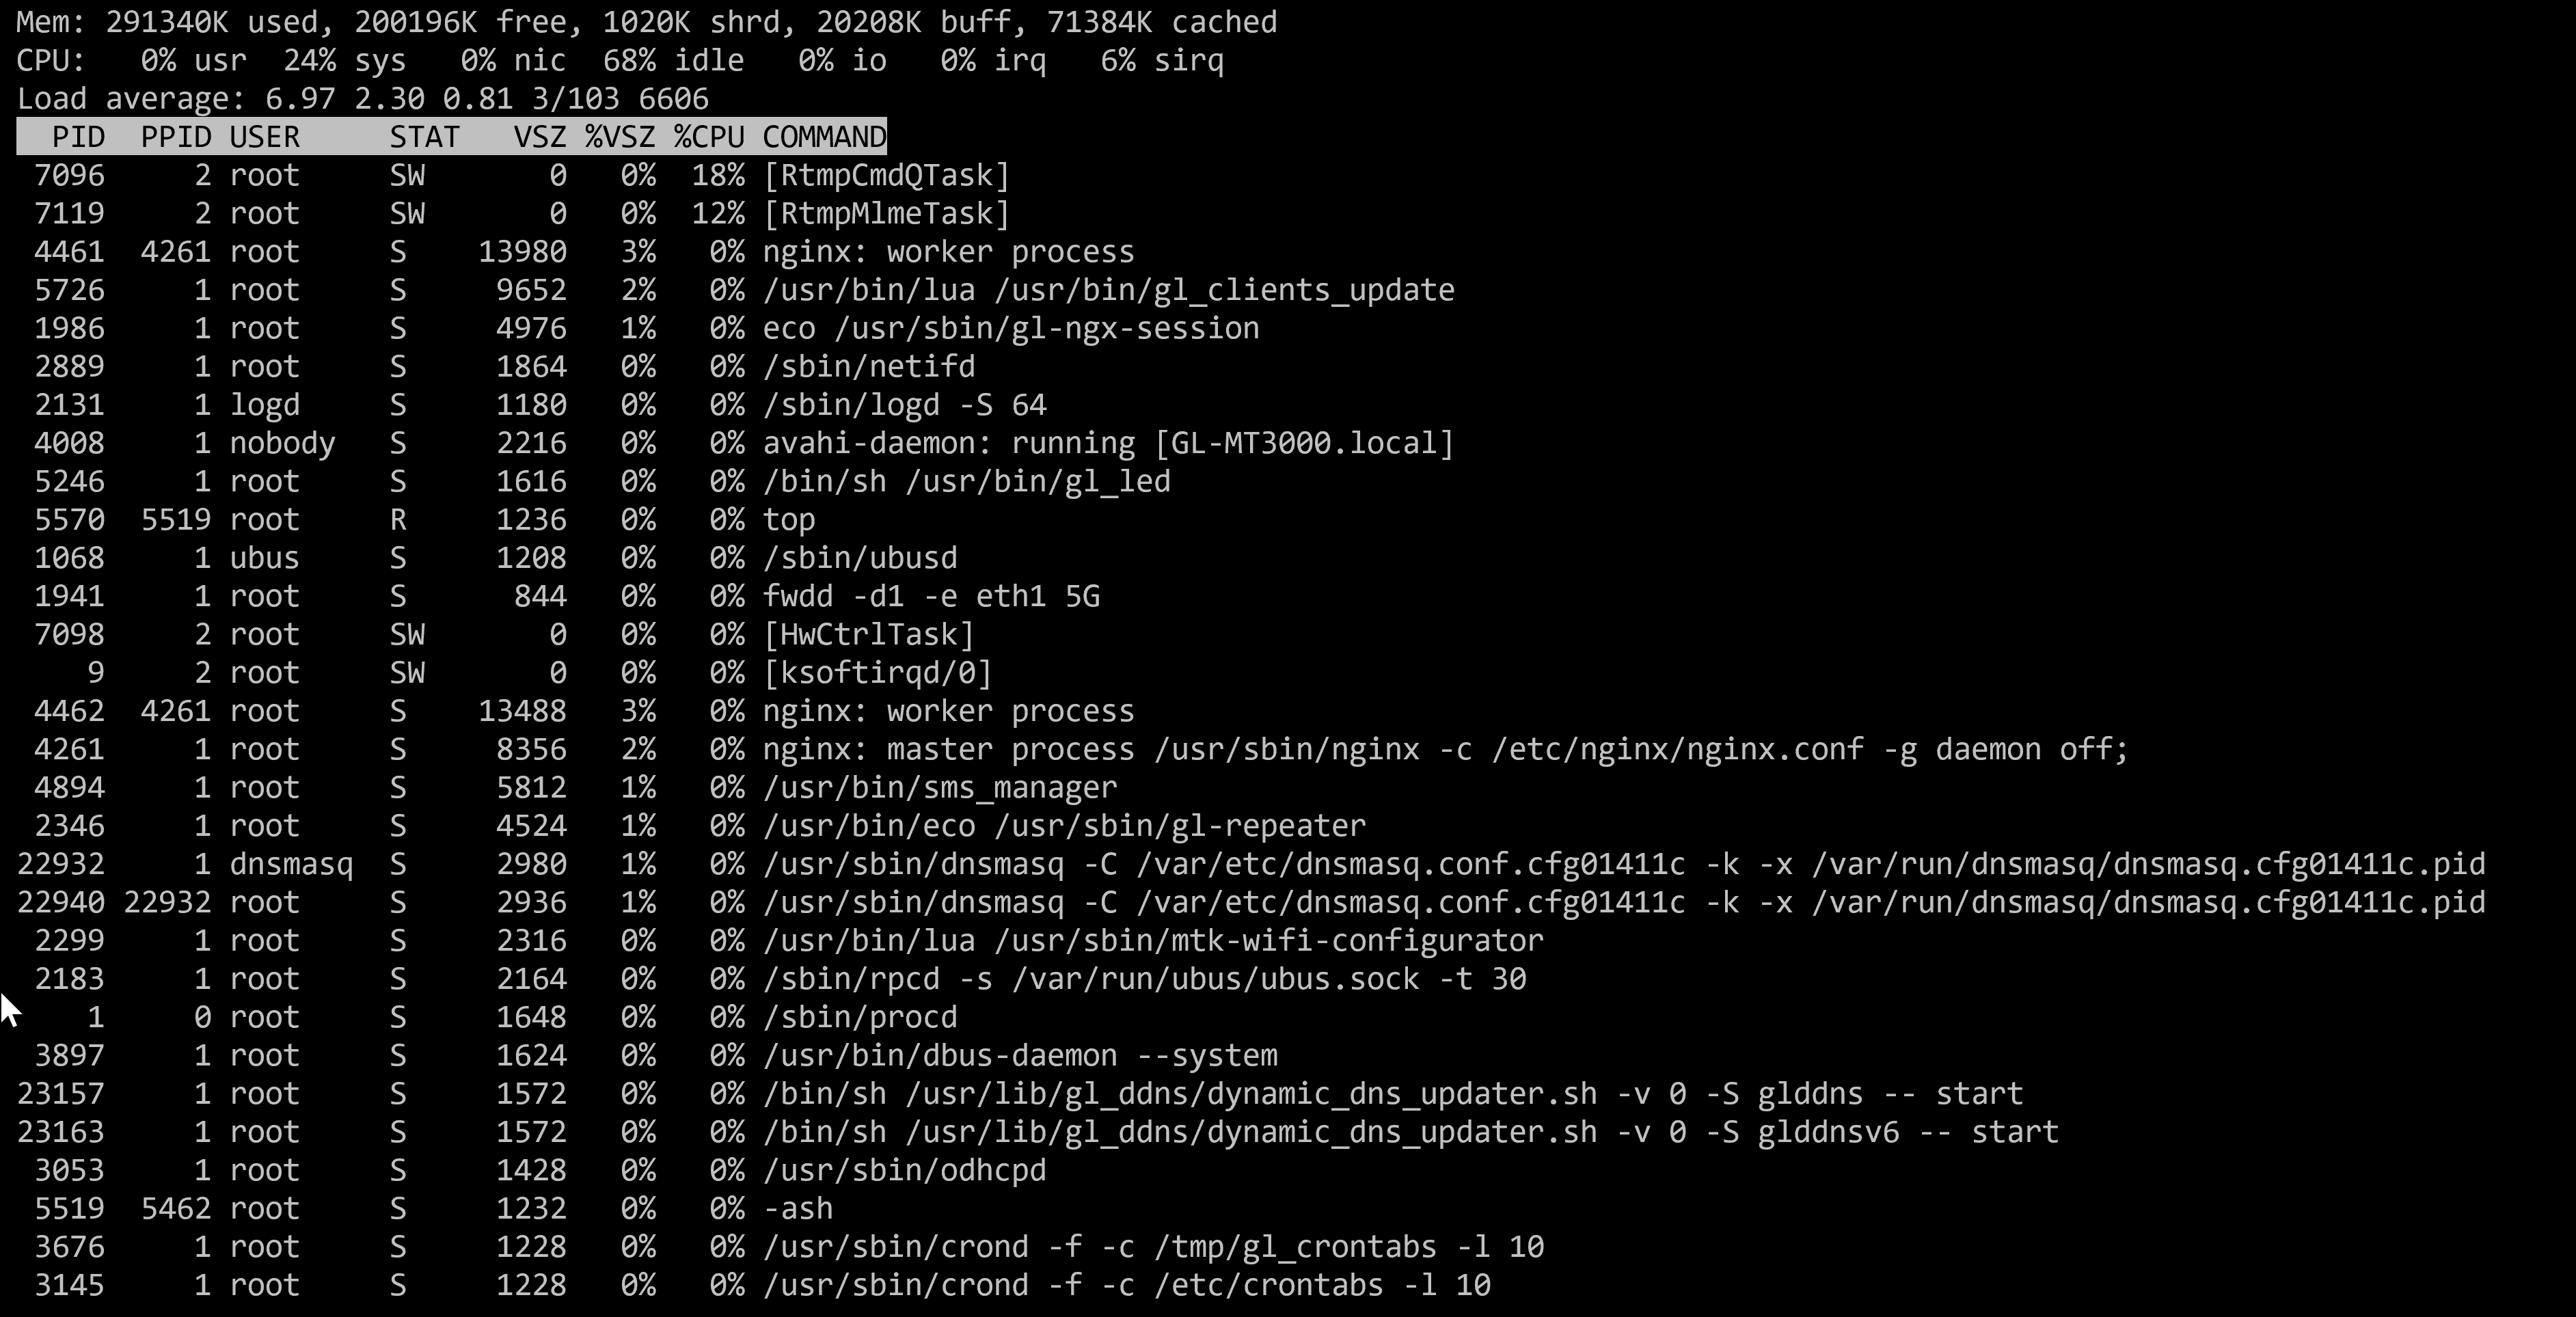 Mem: 291340K used, 200196K free, 1020K shrd, 20208K buff, 71384K cached
CPU:   0% usr  24% sys   0% nic  68% idle   0% io   0% irq   6% sirq
Load average: 6.97 2.30 0.81 3/103 6606
  PID  PPID USER     STAT   VSZ %VSZ %CPU COMMAND
 7096     2 root     SW       0   0%  18% [RtmpCmdQTask]
 7119     2 root     SW       0   0%  12% [RtmpMlmeTask]
 4461  4261 root     S    13980   3%   0% nginx: worker process
 5726     1 root     S     9652   2%   0% /usr/bin/lua /usr/bin/gl_clients_update
 1986     1 root     S     4976   1%   0% eco /usr/sbin/gl-ngx-session
 2889     1 root     S     1864   0%   0% /sbin/netifd
 2131     1 logd     S     1180   0%   0% /sbin/logd -S 64
 4008     1 nobody   S     2216   0%   0% avahi-daemon: running [GL-MT3000.local]
 5246     1 root     S     1616   0%   0% /bin/sh /usr/bin/gl_led
 5570  5519 root     R     1236   0%   0% top
 1068     1 ubus     S     1208   0%   0% /sbin/ubusd
 1941     1 root     S      844   0%   0% fwdd -d1 -e eth1 5G
 7098     2 root     SW       0   0%   0% [HwCtrlTask]
    9     2 root     SW       0   0%   0% [ksoftirqd/0]
 4462  4261 root     S    13488   3%   0% nginx: worker process
 4261     1 root     S     8356   2%   0% nginx: master process /usr/sbin/nginx -c /etc/nginx/nginx.conf -g daemon off;
 4894     1 root     S     5812   1%   0% /usr/bin/sms_manager
 2346     1 root     S     4524   1%   0% /usr/bin/eco /usr/sbin/gl-repeater
22932     1 dnsmasq  S     2980   1%   0% /usr/sbin/dnsmasq -C /var/etc/dnsmasq.conf.cfg01411c -k -x /var/run/dnsmasq/dnsmasq.cfg01411c.pid
22940 22932 root     S     2936   1%   0% /usr/sbin/dnsmasq -C /var/etc/dnsmasq.conf.cfg01411c -k -x /var/run/dnsmasq/dnsmasq.cfg01411c.pid
 2299     1 root     S     2316   0%   0% /usr/bin/lua /usr/sbin/mtk-wifi-configurator
 2183     1 root     S     2164   0%   0% /sbin/rpcd -s /var/run/ubus/ubus.sock -t 30
    1     0 root     S     1648   0%   0% /sbin/procd
 3897     1 root     S     1624   0%   0% /usr/bin/dbus-daemon --system
23157     1 root     S     1572   0%   0% /bin/sh /usr/lib/gl_ddns/dynamic_dns_updater.sh -v 0 -S glddns -- start
23163     1 root     S     1572   0%   0% /bin/sh /usr/lib/gl_ddns/dynamic_dns_updater.sh -v 0 -S glddnsv6 -- start
 3053     1 root     S     1428   0%   0% /usr/sbin/odhcpd
 5519  5462 root     S     1232   0%   0% -ash
 3676     1 root     S     1228   0%   0% /usr/sbin/crond -f -c /tmp/gl_crontabs -l 10
 3145     1 root     S     1228   0%   0% /usr/sbin/crond -f -c /etc/crontabs -l 10